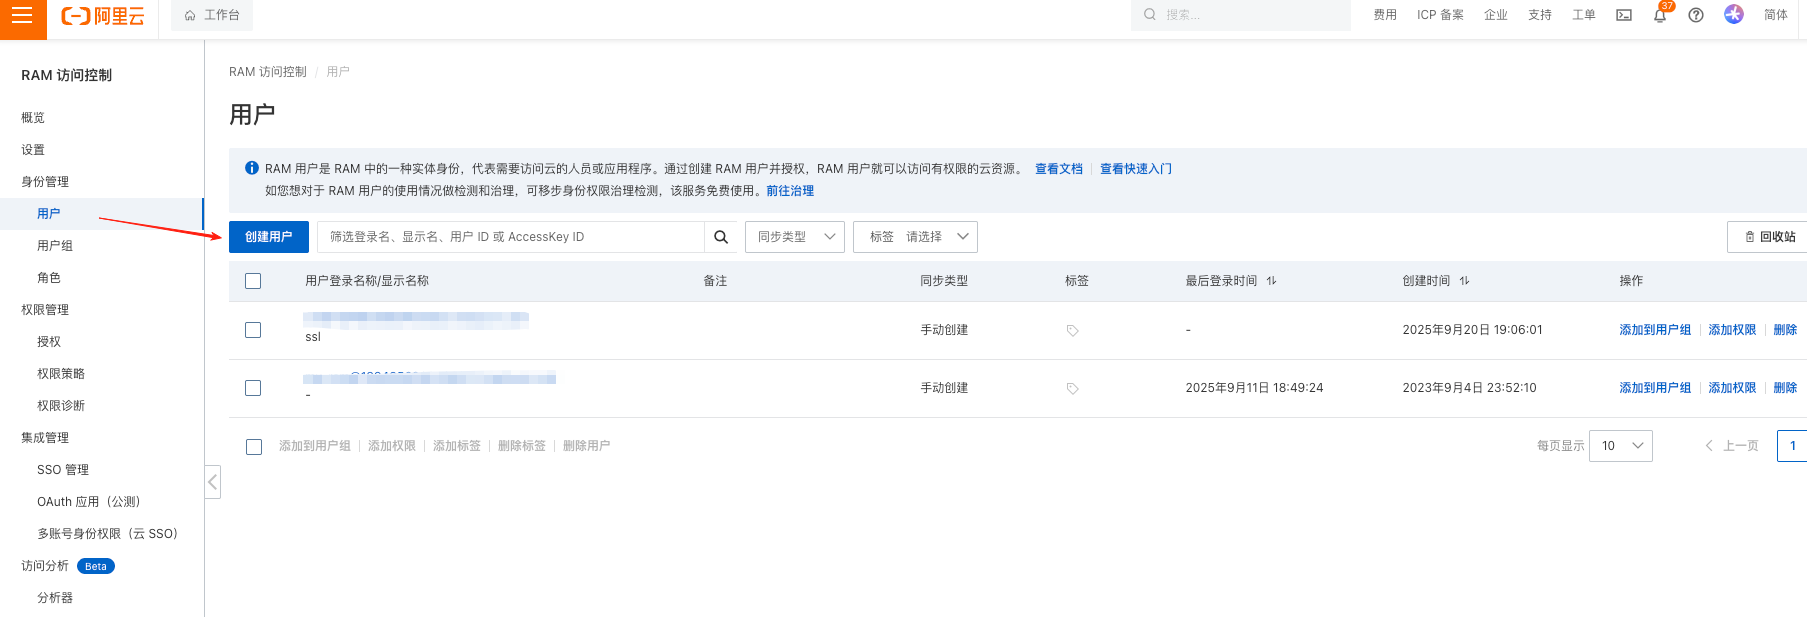 阿里云
工作台
搜索...
费用 ICP 备案 企业 支持 工单 37 简体
RAM 访问控制
概览
设置
身份管理
用户
用户组
角色
权限管理
授权
权限策略
权限诊断
集成管理
SSO 管理
OAuth 应用（公测）
多账号身份权限（云 SSO）
访问分析 Beta
分析器
RAM 访问控制 / 用户
用户
RAM 用户是 RAM 中的一种实体身份，代表需要访问云的人员或应用程序。通过创建 RAM 用户并授权，RAM 用户就可以访问有权限的云资源。 查看文档 查看快速入门
如您想对于 RAM 用户的使用情况做检测和治理，可移步身份权限治理检测，该服务免费使用。前往治理
创建用户 筛选登录名、显示名、用户 ID 或 AccessKey ID 同步类型 标签 请选择 回收站
用户登录名称/显示名称 备注 同步类型 标签 最后登录时间 创建时间 操作
ssl 手动创建 - 2025年9月20日 19:06:01 添加到用户组 添加权限 删除
- 手动创建 2025年9月11日 18:49:24 2023年9月4日 23:52:10 添加到用户组 添加权限 删除
添加到用户组 添加权限 添加标签 删除标签 删除用户 每页显示 10 上一页 1